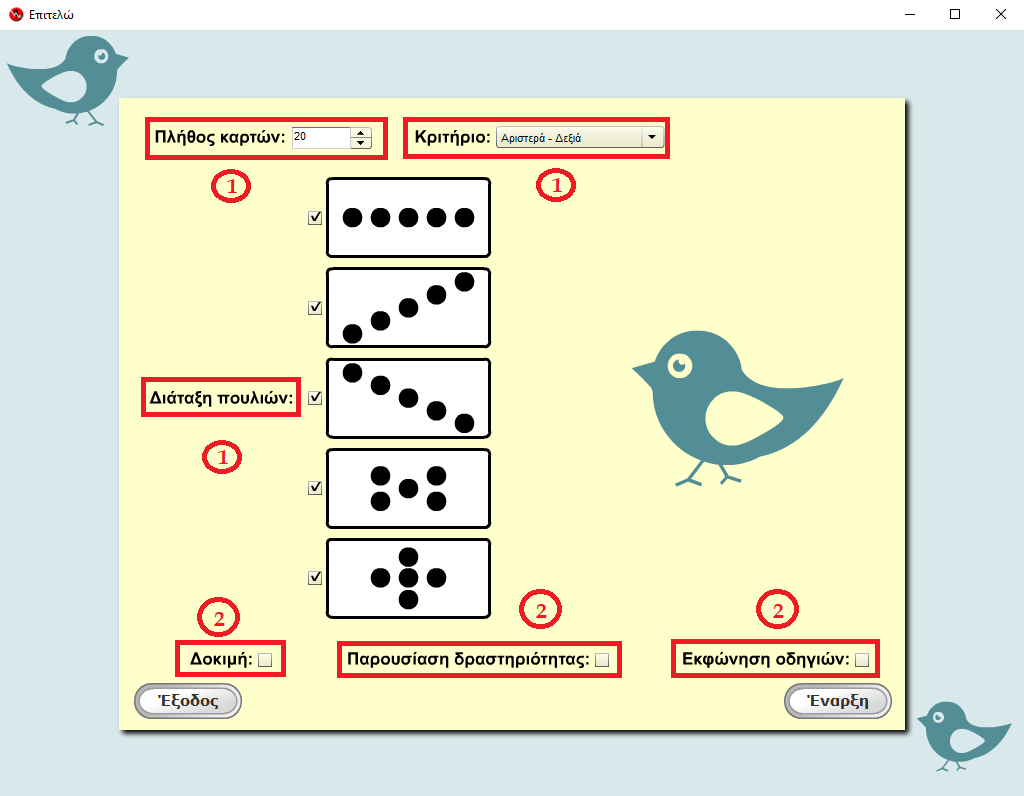 Επιτελώ
Πλήθος καρτών: 20
Κριτήριο: Αριστερά - Δεξιά
1
1
Διάταξη πουλιών:
1
2
2
2
Δοκιμή:
Παρουσίαση δραστηριότητας:
Εκφώνηση οδηγιών:
Έξοδος
Έναρξη